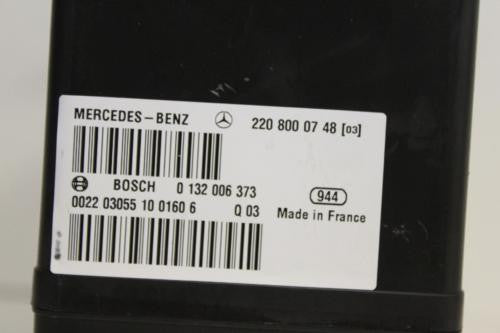 MERCEDES-BENZ 220 800 07 48 [03]
BOSCH 0 132 006 373
944
0022 03055 10 0160 6 Q 03
Made in France